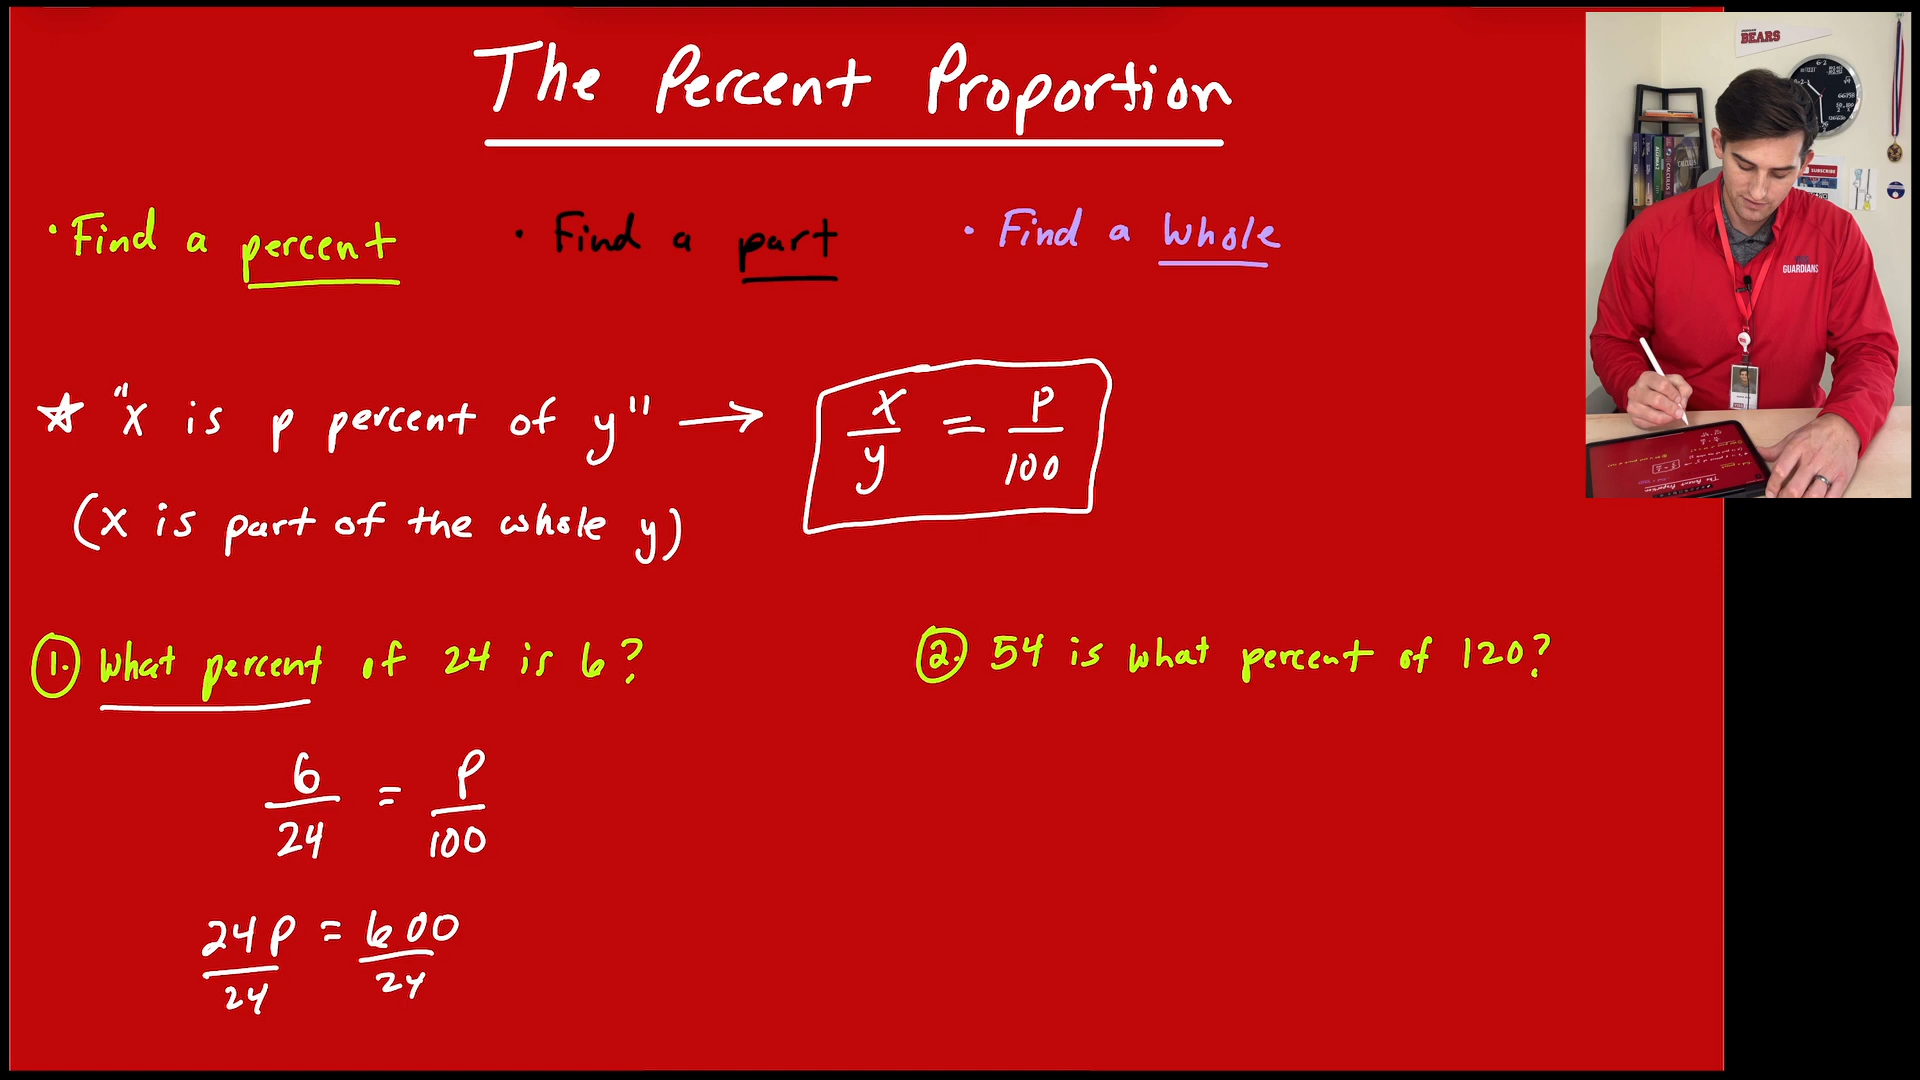 The Percent Proportion
· Find a percent
· Find a part
· Find a whole
☆ "x is p percent of y" → x/y = p/100
(x is part of the whole y)
1. What percent of 24 is 6?
6/24 = p/100
24p/24 = 600/24
2. 54 is what percent of 120?
BEARS
SUBSCRIBE
CALCULUS
GUARDIANS